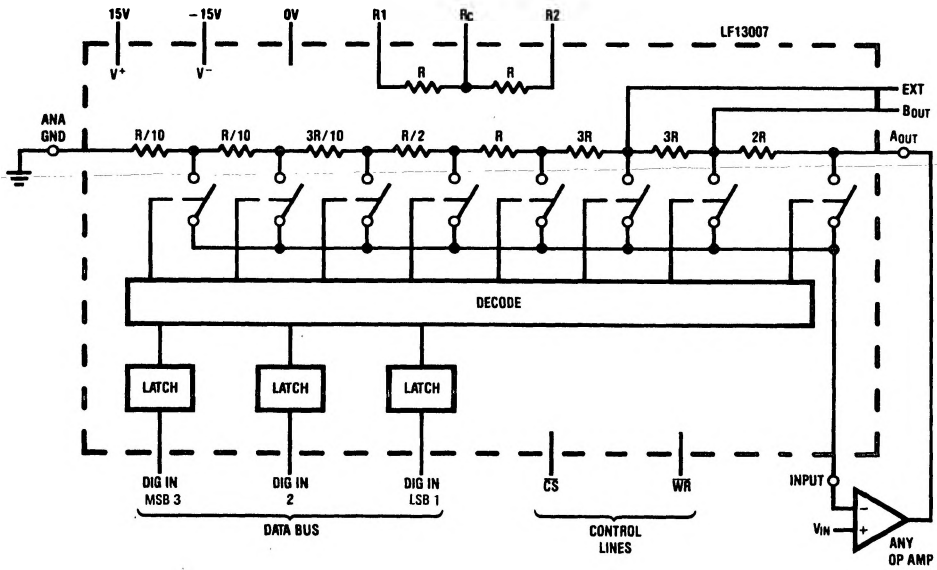 15V -15V 0V R1 RC R2
LF13007
V+ V-
R R
EXT
BOUT
ANA
GND
R/10 R/10 3R/10 R/2 R 3R 3R 2R
AOUT
DECODE
LATCH LATCH LATCH
DIG IN
MSB 3
DIG IN
2
DIG IN
LSB 1
DATA BUS
CS WR
CONTROL
LINES
INPUT
-
VIN +
ANY
OP AMP